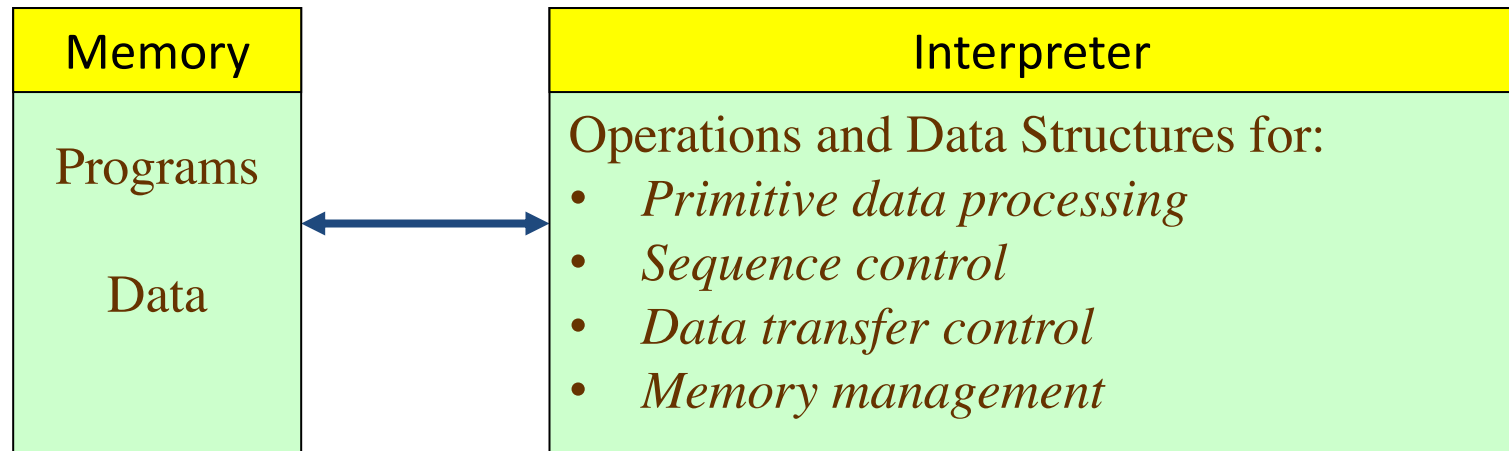 Memory
Programs
Data
Interpreter
Operations and Data Structures for:
• Primitive data processing
• Sequence control
• Data transfer control
• Memory management